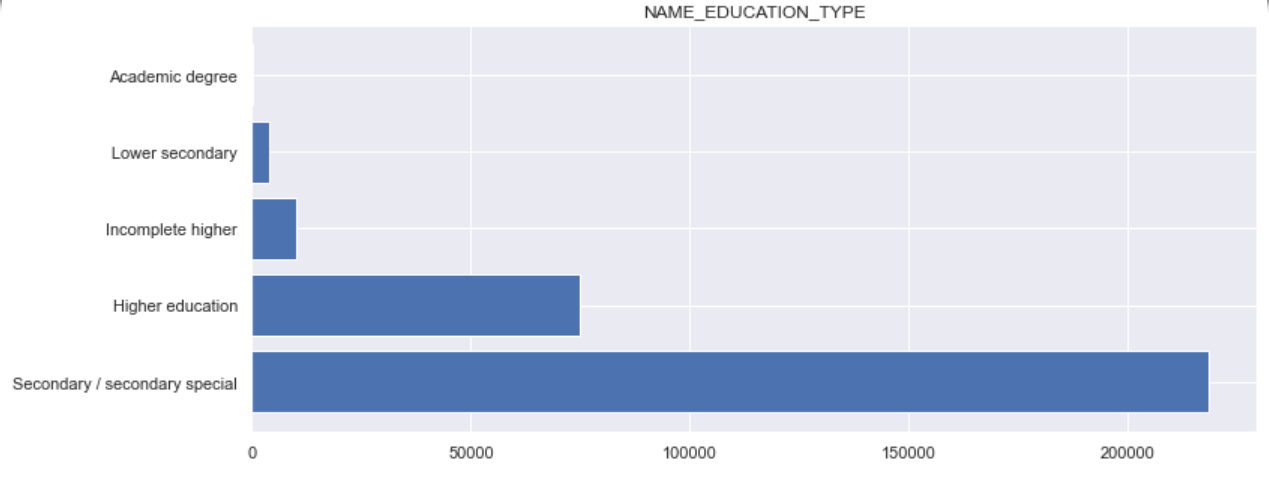 NAME_EDUCATION_TYPE
Academic degree
Lower secondary
Incomplete higher
Higher education
Secondary / secondary special
0 50000 100000 150000 200000